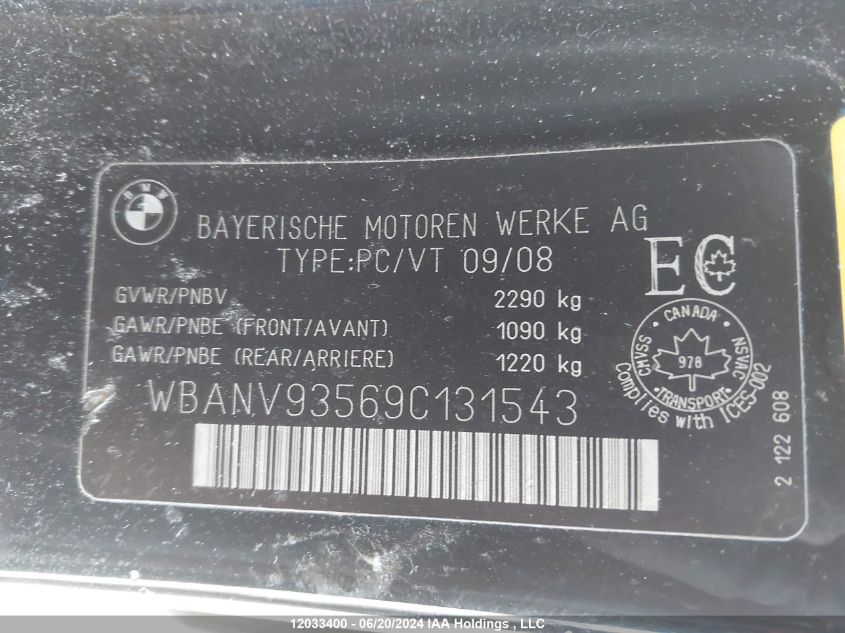 BMW
BAYERISCHE MOTOREN WERKE AG
TYPE:PC/VT 09/08
EC
GVWR/PNBV 2290 kg
GAWR/PNBE (FRONT/AVANT) 1090 kg
GAWR/PNBE (REAR/ARRIERE) 1220 kg
WBANV93569C131543
CANADA
CMVSS 978 NSVAC
TRANSPORT
Complies with ICES-002
2 122 608
12033400 - 06/20/2024 IAA Holdings , LLC